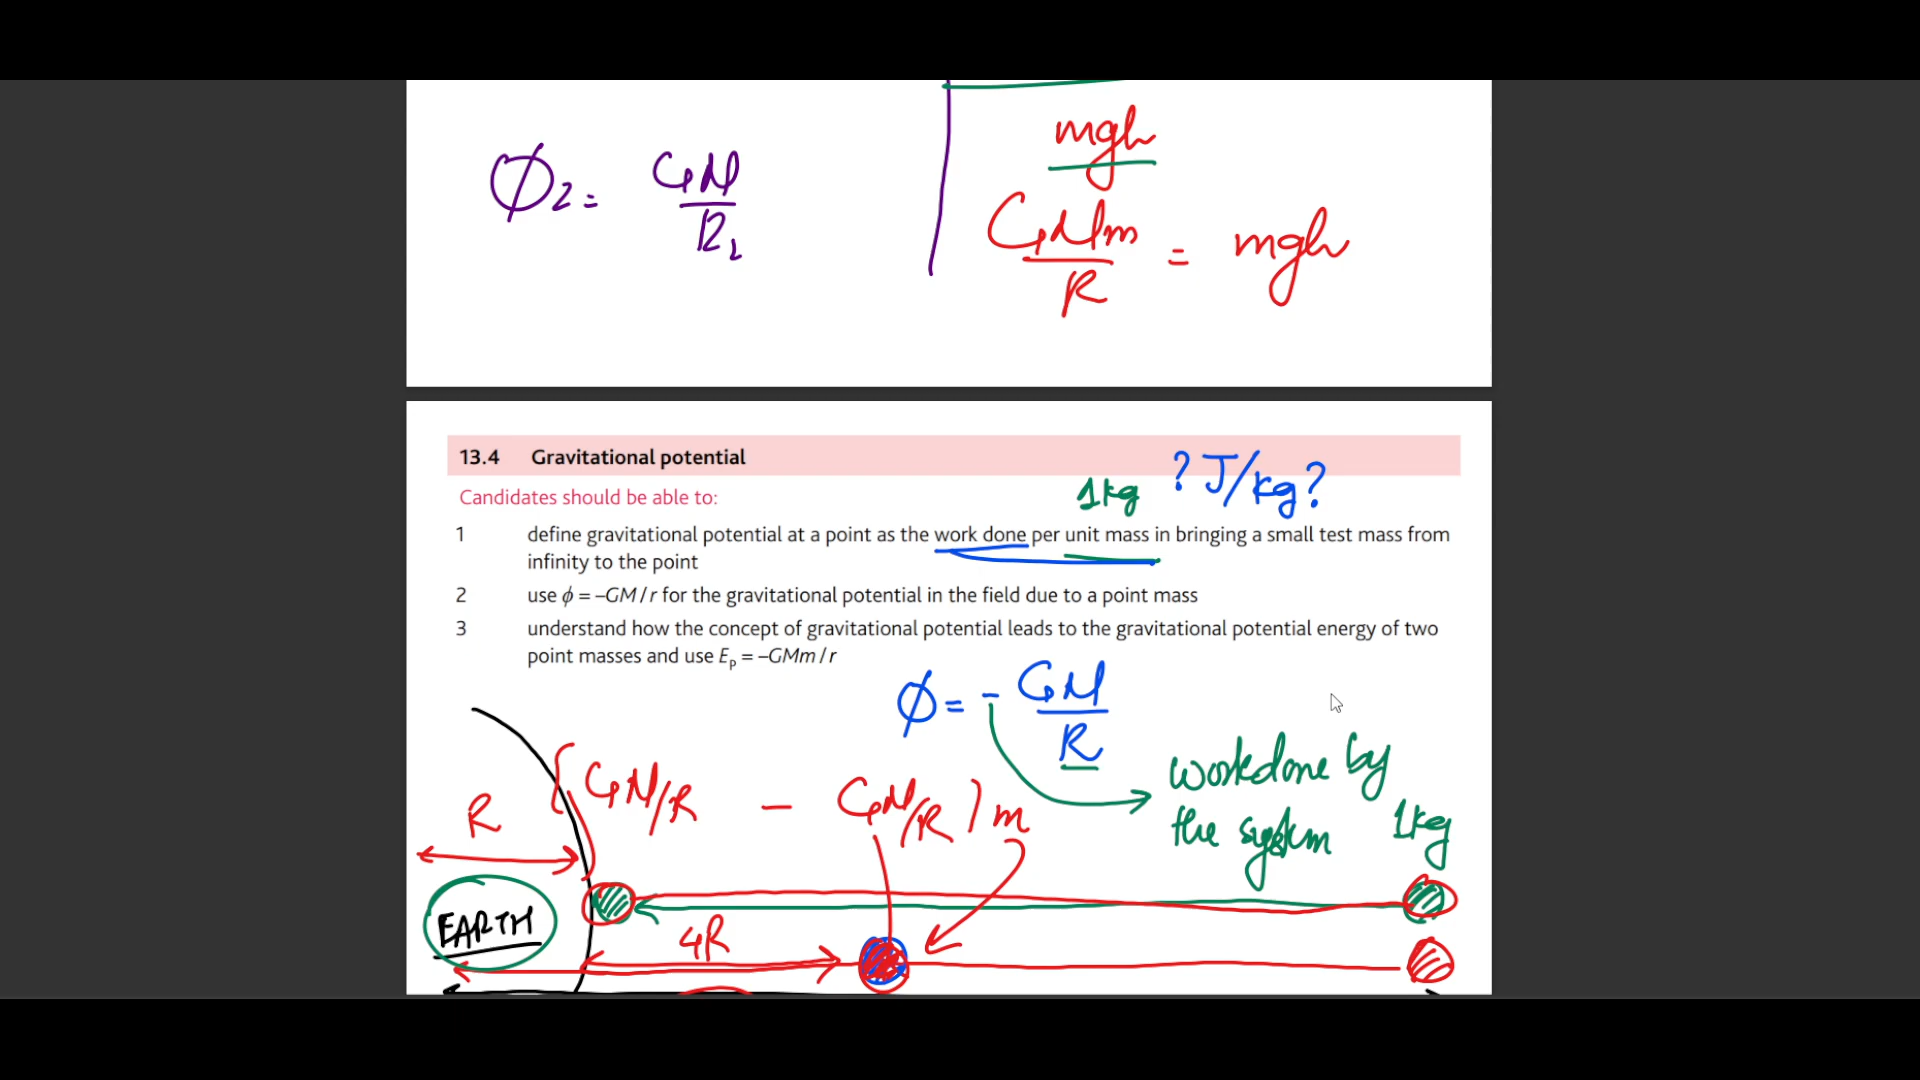 mgh
ϕ₂ = GM/R₂
GMm/R = mgh
13.4 Gravitational potential
? J/kg ?
Candidates should be able to:
1kg
1 define gravitational potential at a point as the work done per unit mass in bringing a small test mass from
infinity to the point
2 use ϕ = –GM / r for the gravitational potential in the field due to a point mass
3 understand how the concept of gravitational potential leads to the gravitational potential energy of two
point masses and use Eₚ = –GMm / r
ϕ = - GM/R
workdone by
the system
1kg
R
{ GM/R - GM/R ) m
EARTH
4R